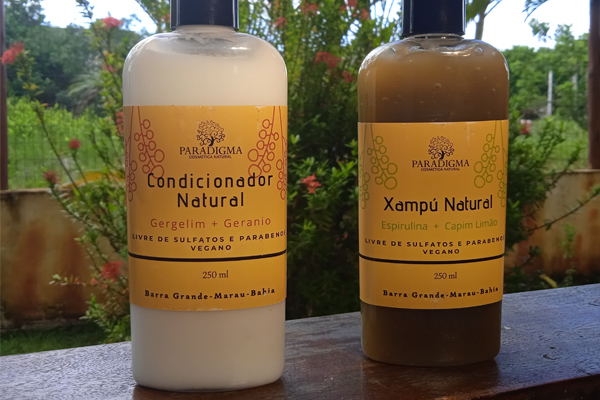 PARADIGMA
COSMÉTICA NATURAL
Condicionador
Natural
Gergelim + Geranio
LIVRE DE SULFATOS E PARABENOS
VEGANO
250 ml
Barra Grande-Marau-Bahia
PARADIGMA
COSMÉTICA NATURAL
Xampú Natural
Espirulina + Capim Limão
LIVRE DE SULFATOS E PARABENOS
VEGANO
250 ml
Barra Grande-Marau-Bahia